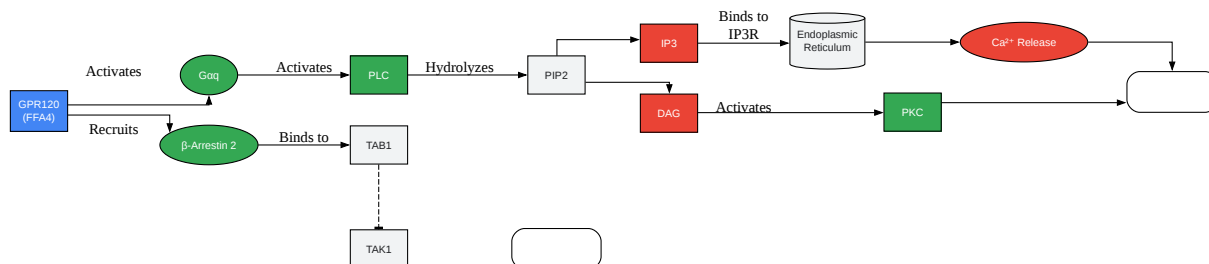 Binds to
IP3R
IP3
Endoplasmic
Reticulum
Ca²⁺ Release
Activates
Gαq
Activates
PLC
Hydrolyzes
PIP2
GPR120
(FFA4)
DAG
Activates
PKC
Recruits
β-Arrestin 2
Binds to
TAB1
TAK1